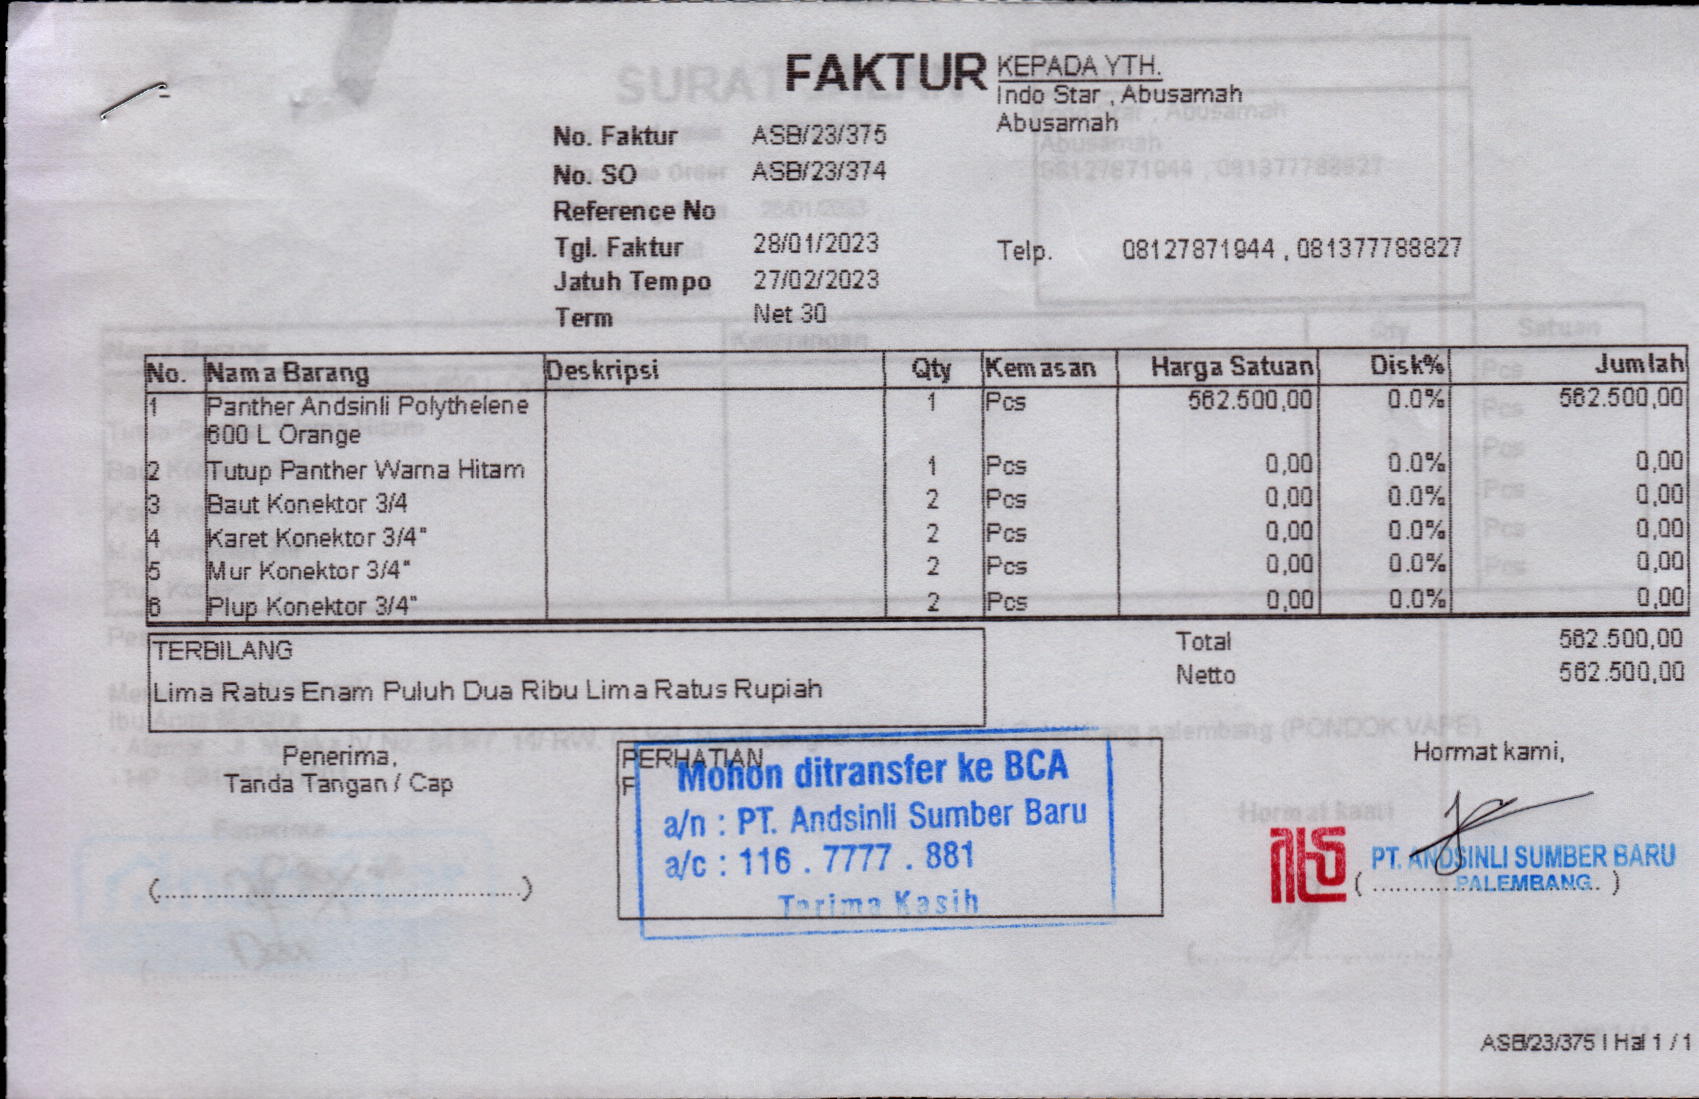 FAKTUR
KEPADA YTH.
Indo Star , Abusamah
Abusamah
No. Faktur ASB/23/375
No. SO ASB/23/374
Reference No
Tgl. Faktur 28/01/2023
Telp. 08127871944 , 081377788827
Jatuh Tempo 27/02/2023
Term Net 30
No. Nama Barang Deskripsi Qty Kemasan Harga Satuan Disk% Jumlah
1 Panther Andsinli Polythelene 1 Pcs 562.500,00 0.0% 562.500,00
600 L Orange
2 Tutup Panther Warna Hitam 1 Pcs 0,00 0.0% 0,00
3 Baut Konektor 3/4 2 Pcs 0,00 0.0% 0,00
4 Karet Konektor 3/4" 2 Pcs 0,00 0.0% 0,00
5 Mur Konektor 3/4" 2 Pcs 0,00 0.0% 0,00
6 Plup Konektor 3/4" 2 Pcs 0,00 0.0% 0,00
TERBILANG
Lima Ratus Enam Puluh Dua Ribu Lima Ratus Rupiah
Total 562.500,00
Netto 562.500,00
Penerima,
Tanda Tangan / Cap
(................................................)
PERHATIAN
Mohon ditransfer ke BCA
a/n : PT. Andsinli Sumber Baru
a/c : 116 . 7777 . 881
Terima Kasih
Hormat kami,
PT. ANDSINLI SUMBER BARU
PALEMBANG
ASB/23/375 | Hal 1 / 1